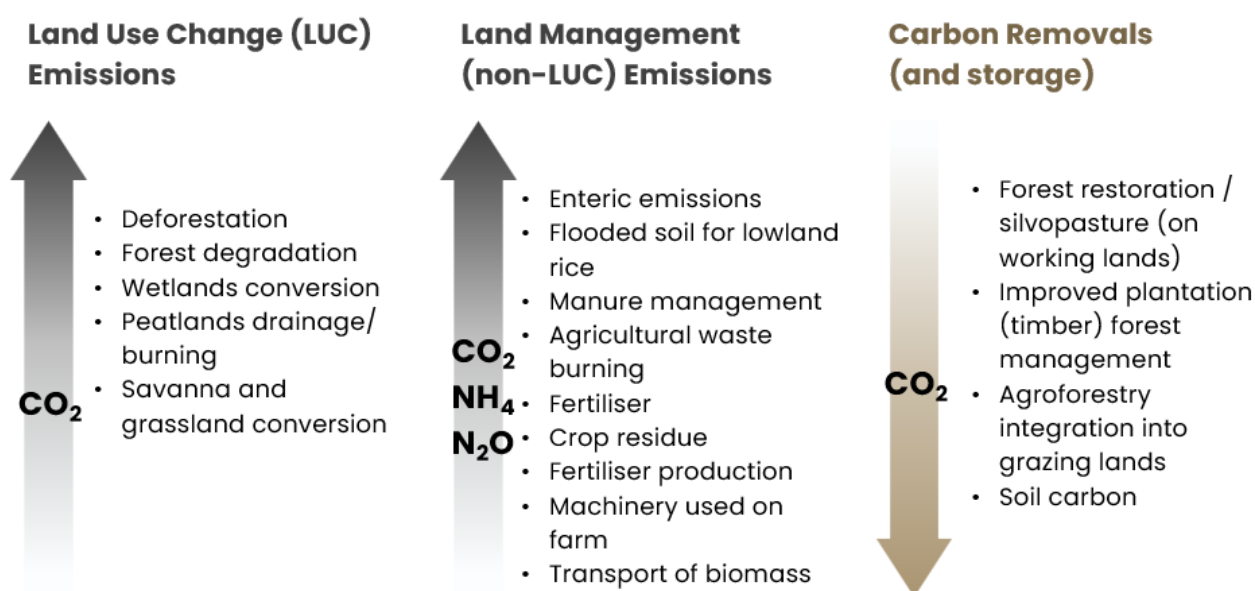 Land Use Change (LUC)
Emissions
CO₂
• Deforestation
• Forest degradation
• Wetlands conversion
• Peatlands drainage/
burning
• Savanna and
grassland conversion
Land Management
(non-LUC) Emissions
CO₂
NH₄
N₂O
• Enteric emissions
• Flooded soil for lowland
rice
• Manure management
• Agricultural waste
burning
• Fertiliser
• Crop residue
• Fertiliser production
• Machinery used on
farm
• Transport of biomass
Carbon Removals
(and storage)
CO₂
• Forest restoration /
silvopasture (on
working lands)
• Improved plantation
(timber) forest
management
• Agroforestry
integration into
grazing lands
• Soil carbon